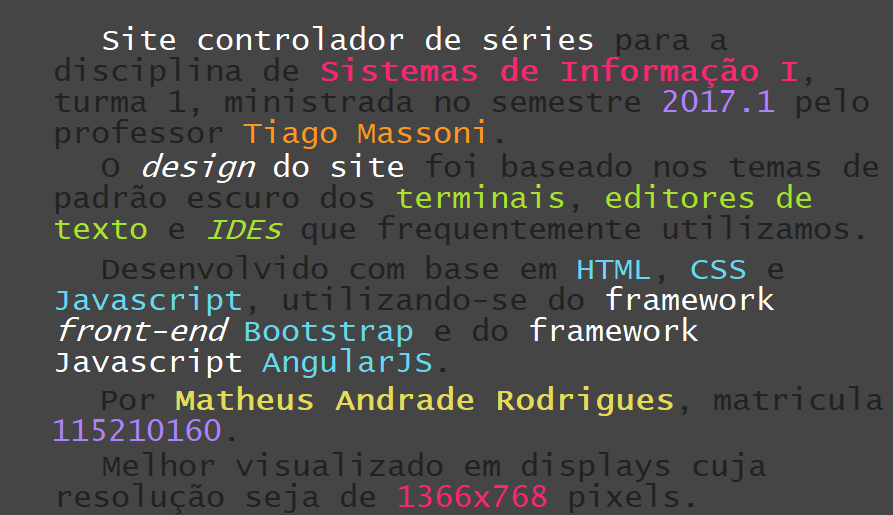 Site controlador de séries para a
disciplina de Sistemas de Informação I,
turma 1, ministrada no semestre 2017.1 pelo
professor Tiago Massoni.
O design do site foi baseado nos temas de
padrão escuro dos terminais, editores de
texto e IDEs que frequentemente utilizamos.
Desenvolvido com base em HTML, CSS e
Javascript, utilizando-se do framework
front-end Bootstrap e do framework
Javascript AngularJS.
Por Matheus Andrade Rodrigues, matricula
115210160.
Melhor visualizado em displays cuja
resolução seja de 1366x768 pixels.